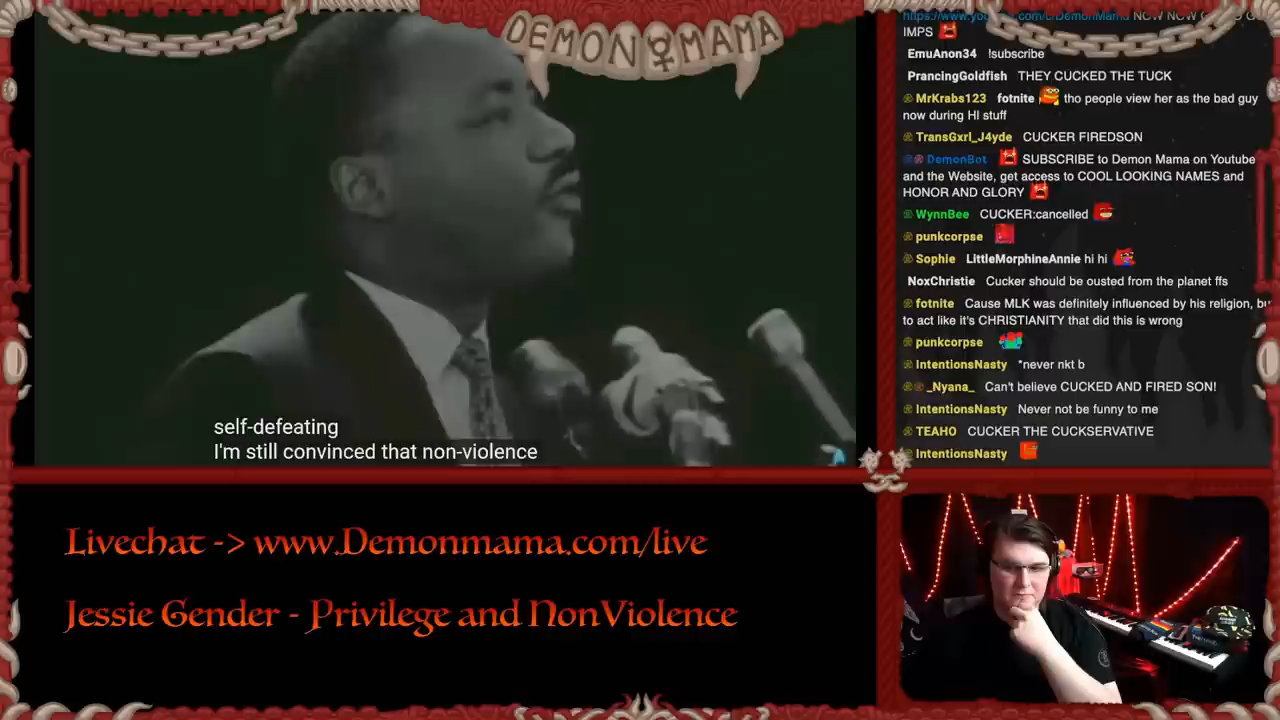 DEMON MAMA
IMPS
EmuAnon34 !subscribe
PrancingGoldfish THEY CUCKED THE TUCK
MrKrabs123 fotnite tho people view her as the bad guy
now during HI stuff
TransGxrl_J4yde CUCKER FIREDSON
DemonBot SUBSCRIBE to Demon Mama on Youtube
and the Website, get access to COOL LOOKING NAMES and
HONOR AND GLORY
WynnBee CUCKER:cancelled
punkcorpse
Sophie LittleMorphineAnnie hi hi
NoxChristie Cucker should be ousted from the planet ffs
fotnite Cause MLK was definitely influenced by his religion,
to act like it's CHRISTIANITY that did this is wrong
punkcorpse
IntentionsNasty *never nkt b
_Nyana_ Can't believe CUCKED AND FIRED SON!
IntentionsNasty Never not be funny to me
TEAHO CUCKER THE CUCKSERVATIVE
IntentionsNasty
self-defeating
I'm still convinced that non-violence
Livechat -> www.Demonmama.com/live
Jessie Gender - Privilege and NonViolence